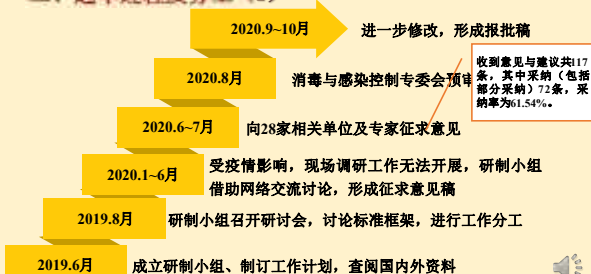 2020.9~10月
进一步修改，形成报批稿
收到意见与建议共117
条，其中采纳（包括
部分采纳）72条，采
纳率为61.54%。
2020.8月
消毒与感染控制专委会预审
2020.6~7月
向28家相关单位及专家征求意见
2020.1~6月
受疫情影响，现场调研工作无法开展，研制小组
借助网络交流讨论，形成征求意见稿
2019.8月
研制小组召开研讨会，讨论标准框架，进行工作分工
2019.6月
成立研制小组、制订工作计划，查阅国内外资料